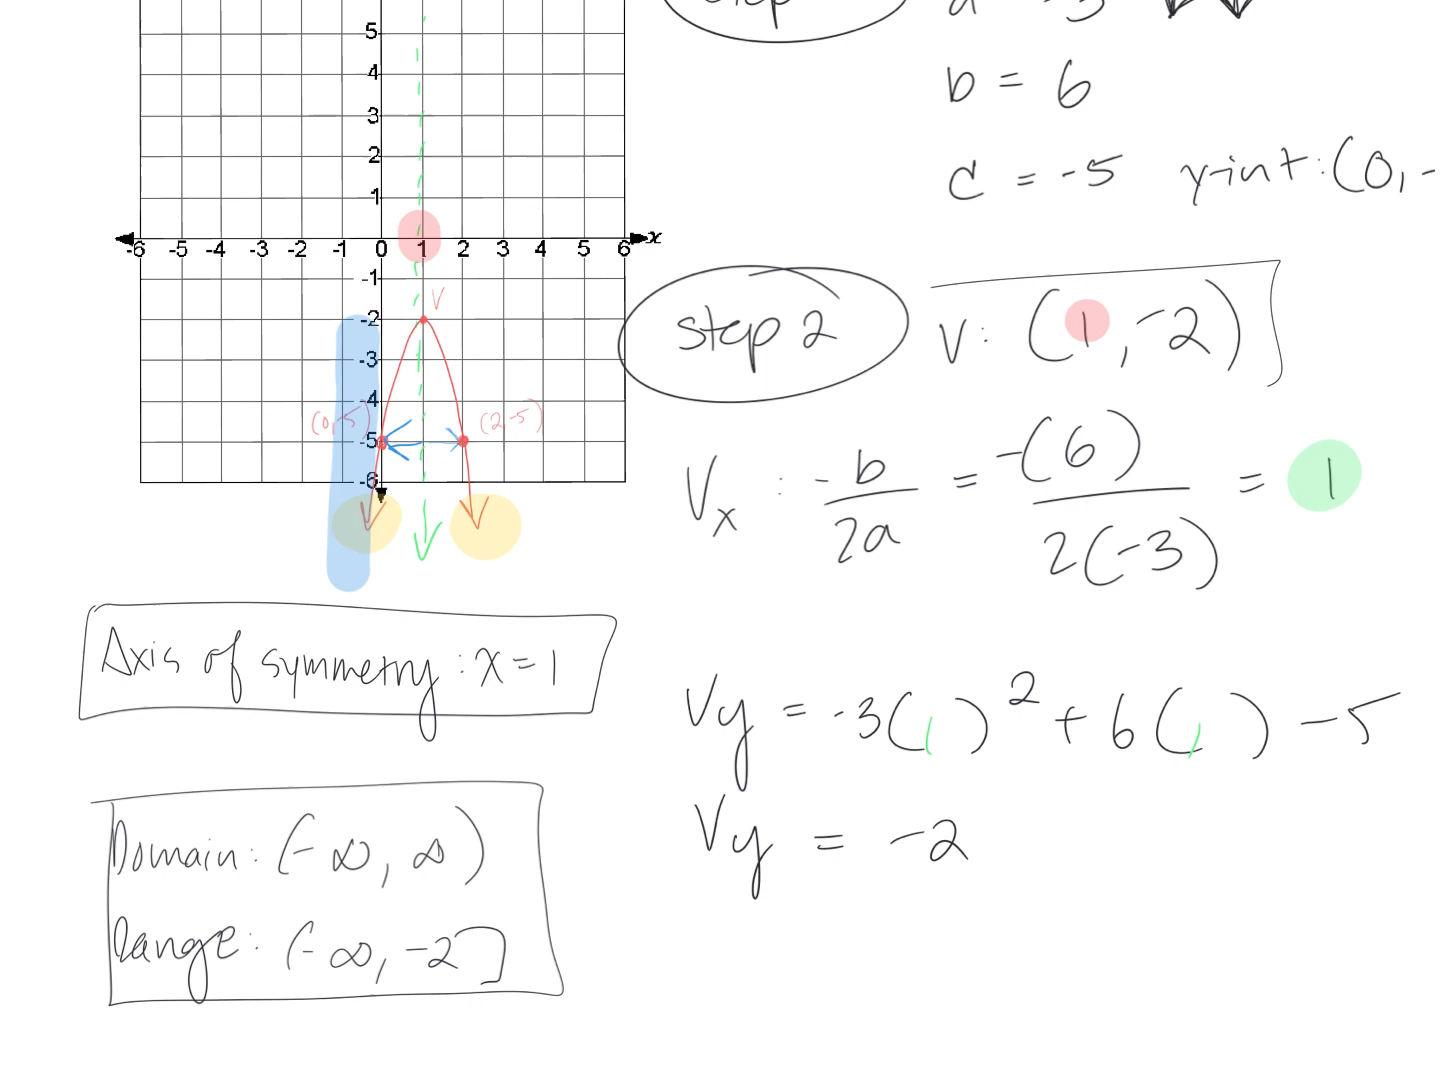 Step
a = -3
b = 6
c = -5 y-int: (0, -
5
4
3
2
1
-6 -5 -4 -3 -2 -1 0 1 2 3 4 5 6 x
-1
-2
-3
-4
-5
-6
V
(0,-5)
(2,-5)
Step 2
V: (1, -2)
Vx : -b/2a = -(6)/2(-3) = 1
Vy = -3(1)² + 6(1) - 5
Vy = -2
Axis of symmetry: x = 1
Domain: (-∞, ∞)
Range: (-∞, -2]